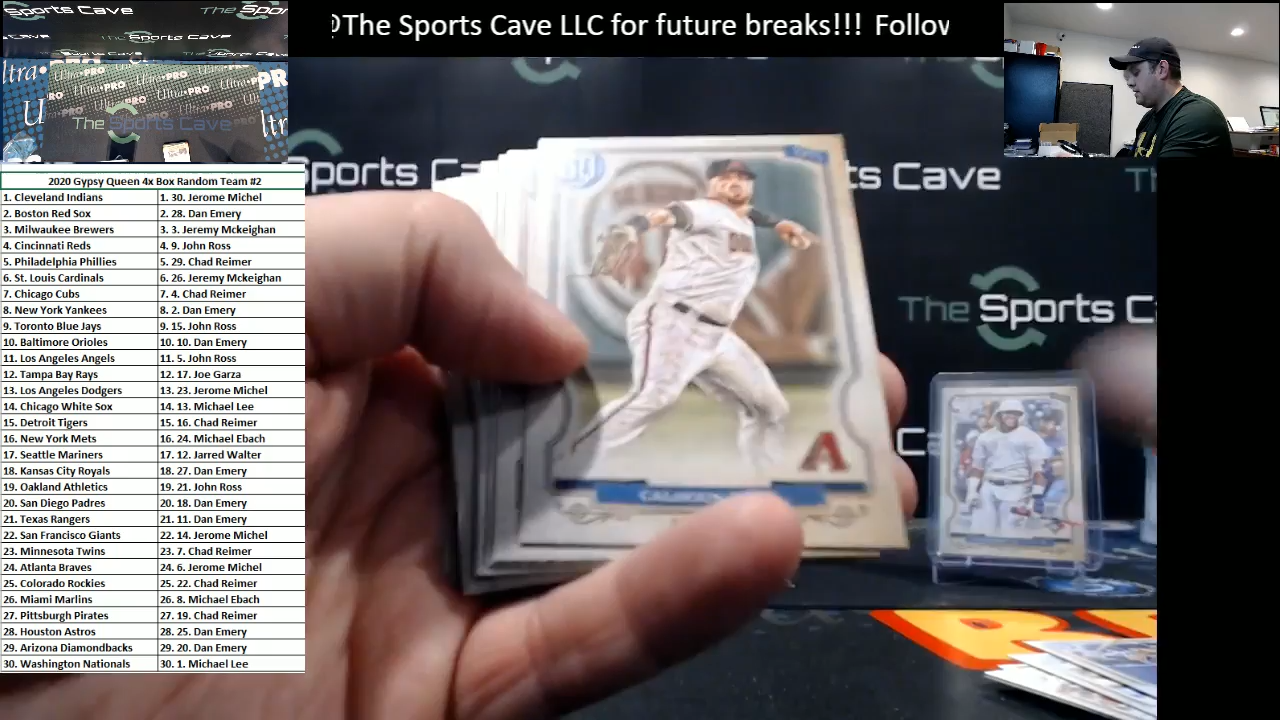 The Sports Cave LLC for future breaks!!! Follow
ltra PRO
Ultra PRO
The Sports Cave
2020 Gypsy Queen 4x Box Random Team #2
1. Cleveland Indians 1. 30. Jerome Michel
2. Boston Red Sox 2. 28. Dan Emery
3. Milwaukee Brewers 3. 3. Jeremy Mckeighan
4. Cincinnati Reds 4. 9. John Ross
5. Philadelphia Phillies 5. 29. Chad Reimer
6. St. Louis Cardinals 6. 26. Jeremy Mckeighan
7. Chicago Cubs 7. 4. Chad Reimer
8. New York Yankees 8. 2. Dan Emery
9. Toronto Blue Jays 9. 15. John Ross
10. Baltimore Orioles 10. 10. Dan Emery
11. Los Angeles Angels 11. 5. John Ross
12. Tampa Bay Rays 12. 17. Joe Garza
13. Los Angeles Dodgers 13. 23. Jerome Michel
14. Chicago White Sox 14. 13. Michael Lee
15. Detroit Tigers 15. 16. Chad Reimer
16. New York Mets 16. 24. Michael Ebach
17. Seattle Mariners 17. 12. Jarred Walter
18. Kansas City Royals 18. 27. Dan Emery
19. Oakland Athletics 19. 21. John Ross
20. San Diego Padres 20. 18. Dan Emery
21. Texas Rangers 21. 11. Dan Emery
22. San Francisco Giants 22. 14. Jerome Michel
23. Minnesota Twins 23. 7. Chad Reimer
24. Atlanta Braves 24. 6. Jerome Michel
25. Colorado Rockies 25. 22. Chad Reimer
26. Miami Marlins 26. 8. Michael Ebach
27. Pittsburgh Pirates 27. 19. Chad Reimer
28. Houston Astros 28. 25. Dan Emery
29. Arizona Diamondbacks 29. 20. Dan Emery
30. Washington Nationals 30. 1. Michael Lee
Sports Ca
ts Cave
The Sports C
Ca
A